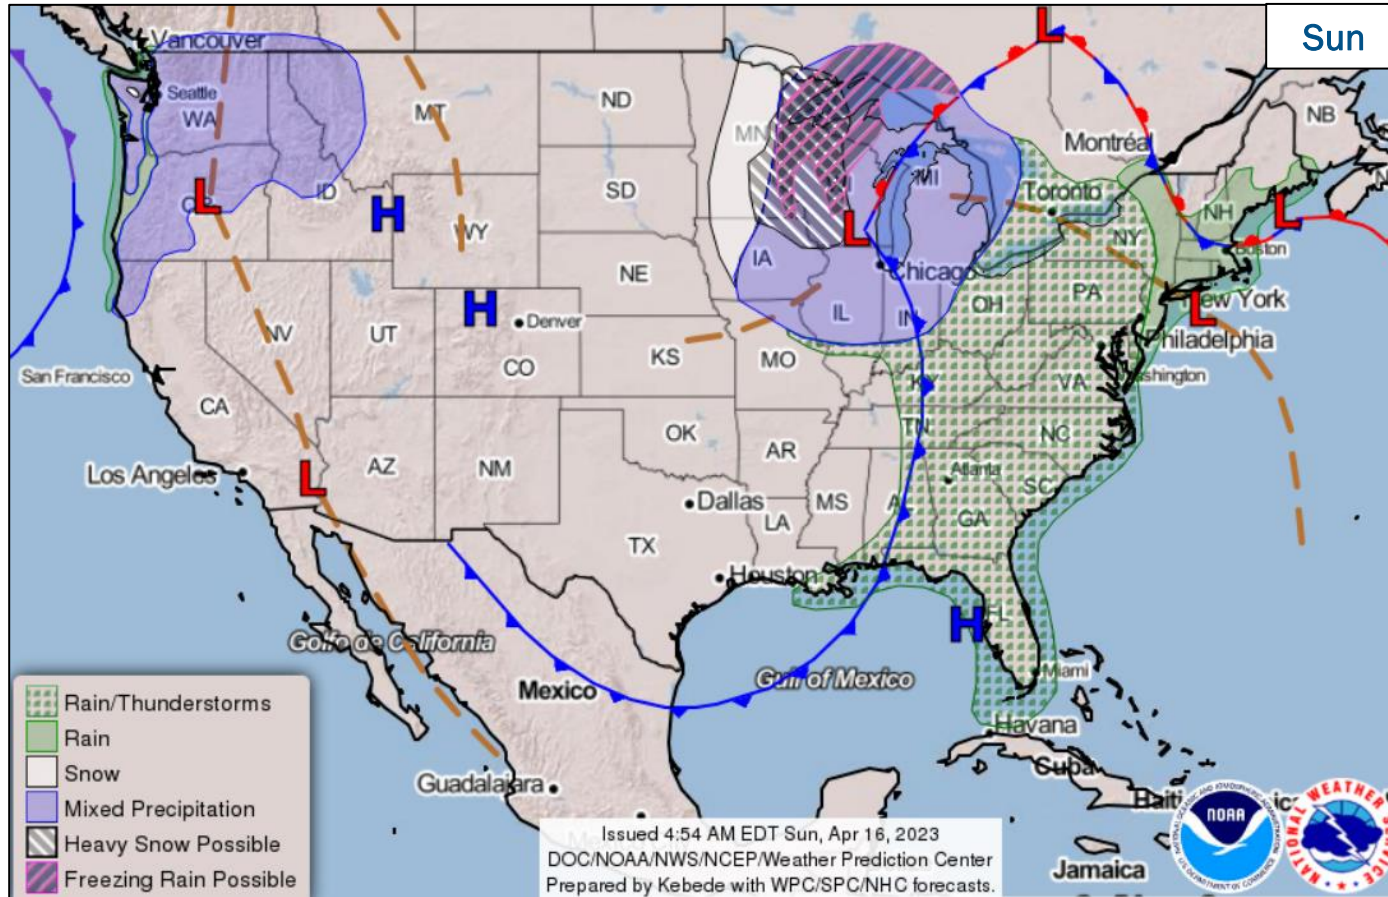 Sun
Vancouver
Seattle
WA
MT
ND
MN
MI
Montréal
NB
Toronto
ID
SD
WY
NH
NY
Boston
IA
Chicago
NE
OH
PA
New York
IL
IN
Denver
NV
UT
CO
KS
MO
Philadelphia
San Francisco
KY
VA
Washington
CA
TN
NC
OK
AR
Los Angeles
AZ
NM
Atlanta
SC
Dallas
MS
AL
GA
LA
TX
Houston
FL
Golfo de California
Mexico
Gulf of Mexico
Miami
Havana
Cuba
Guadalajara
Haiti
Jamaica
H
H
H
L
L
L
L
L
L
Rain/Thunderstorms
Rain
Snow
Mixed Precipitation
Heavy Snow Possible
Freezing Rain Possible
Issued 4:54 AM EDT Sun, Apr 16, 2023
DOC/NOAA/NWS/NCEP/Weather Prediction Center
Prepared by Kebede with WPC/SPC/NHC forecasts.
NOAA